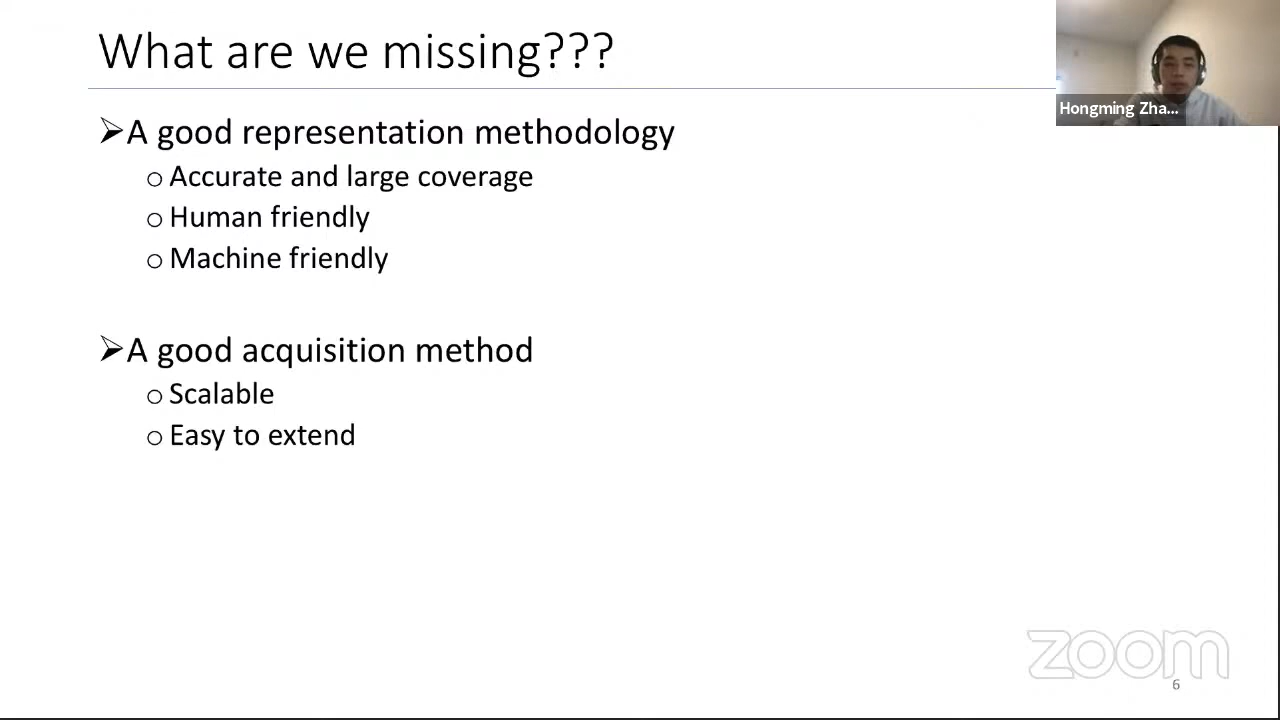 What are we missing???
Hongming Zha...
➢A good representation methodology
o Accurate and large coverage
o Human friendly
o Machine friendly
➢A good acquisition method
o Scalable
o Easy to extend
zoom
6